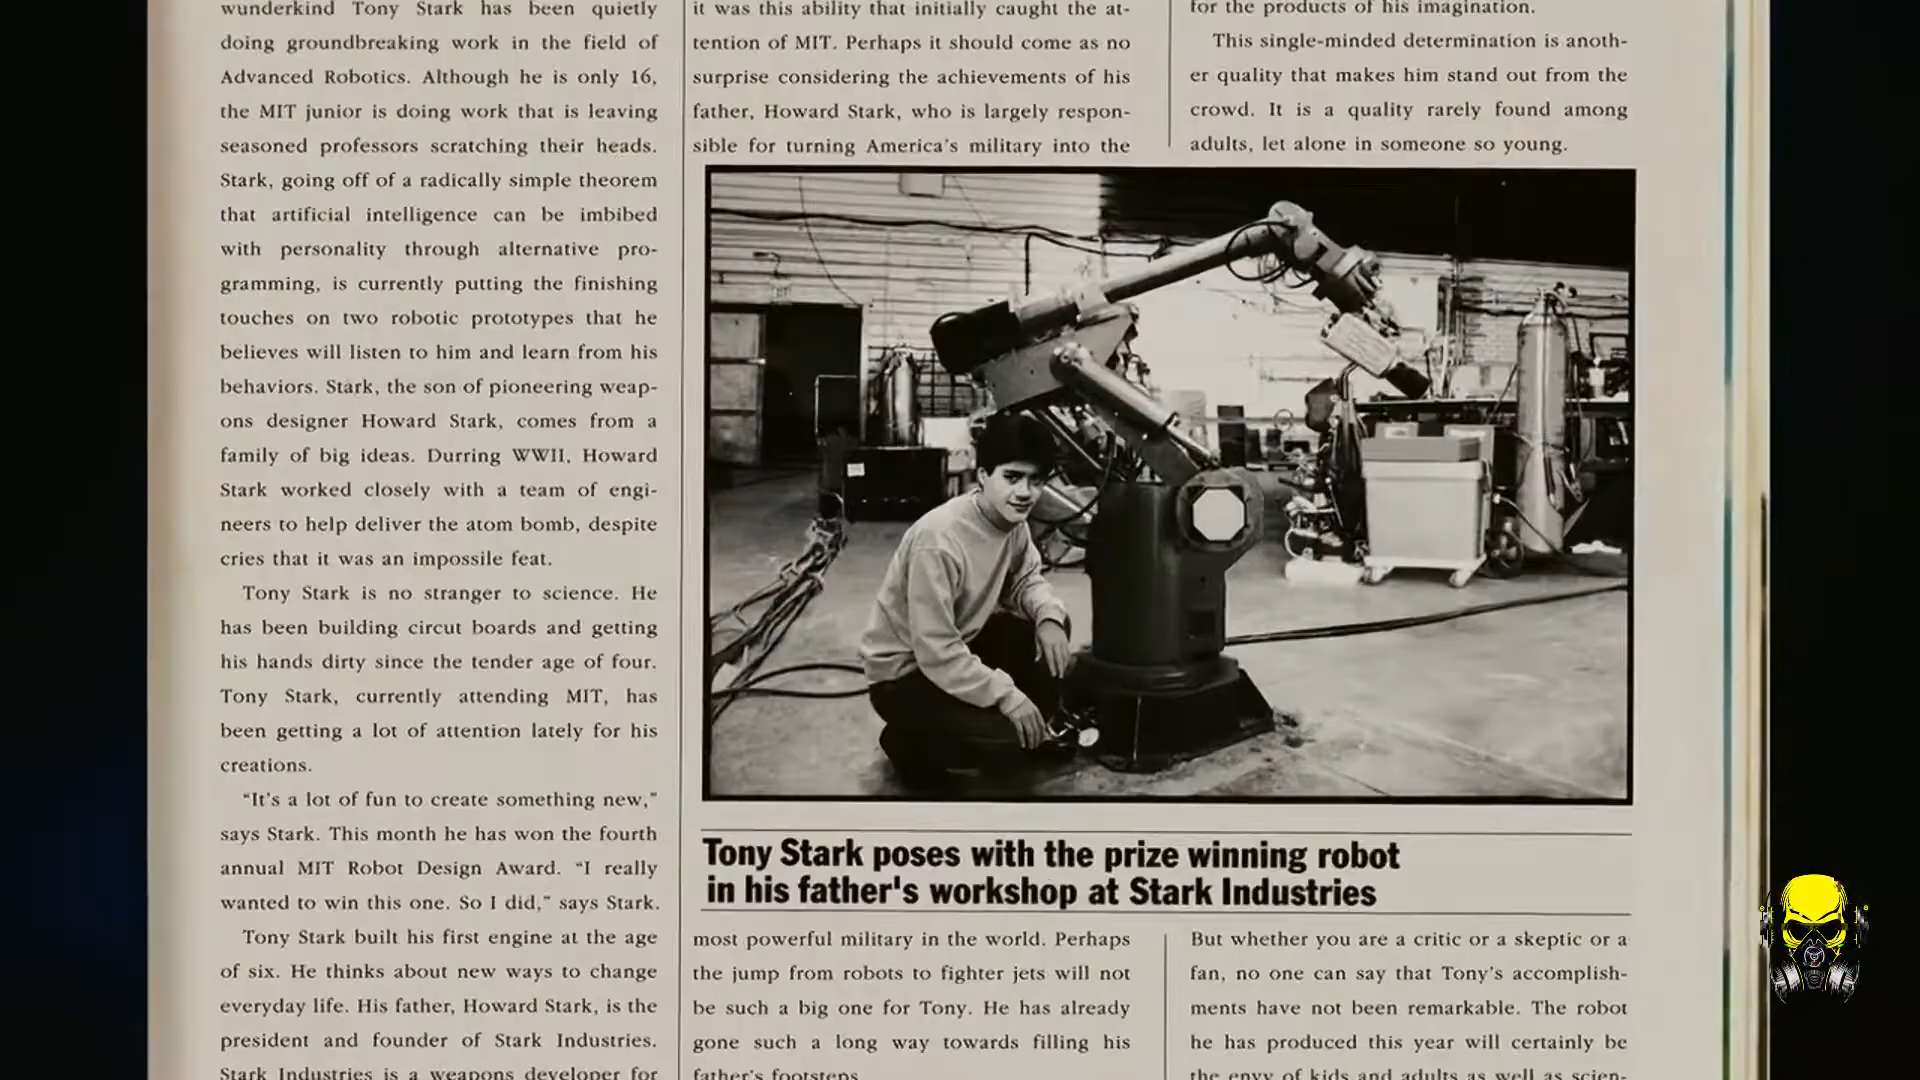 wunderkind Tony Stark has been quietly
doing groundbreaking work in the field of
Advanced Robotics. Although he is only 16,
the MIT junior is doing work that is leaving
seasoned professors scratching their heads.
Stark, going off of a radically simple theorem
that artificial intelligence can be imbibed
with personality through alternative pro-
gramming, is currently putting the finishing
touches on two robotic prototypes that he
believes will listen to him and learn from his
behaviors. Stark, the son of pioneering weap-
ons designer Howard Stark, comes from a
family of big ideas. Durring WWII, Howard
Stark worked closely with a team of engi-
neers to help deliver the atom bomb, despite
cries that it was an impossile feat.
Tony Stark is no stranger to science. He
has been building circut boards and getting
his hands dirty since the tender age of four.
Tony Stark, currently attending MIT, has
been getting a lot of attention lately for his
creations.
"It's a lot of fun to create something new,"
says Stark. This month he has won the fourth
annual MIT Robot Design Award. "I really
wanted to win this one. So I did," says Stark.
Tony Stark built his first engine at the age
of six. He thinks about new ways to change
everyday life. His father, Howard Stark, is the
president and founder of Stark Industries.
Stark Industries is a weapons developer for
it was this ability that initially caught the at-
tention of MIT. Perhaps it should come as no
surprise considering the achievements of his
father, Howard Stark, who is largely respon-
sible for turning America's military into the
for the products of his imagination.
This single-minded determination is anoth-
er quality that makes him stand out from the
crowd. It is a quality rarely found among
adults, let alone in someone so young.
Tony Stark poses with the prize winning robot
in his father's workshop at Stark Industries
most powerful military in the world. Perhaps
the jump from robots to fighter jets will not
be such a big one for Tony. He has already
gone such a long way towards filling his
father's footsteps
But whether you are a critic or a skeptic or a
fan, no one can say that Tony's accomplish-
ments have not been remarkable. The robot
he has produced this year will certainly be
the envy of kids and adults as well as scien-